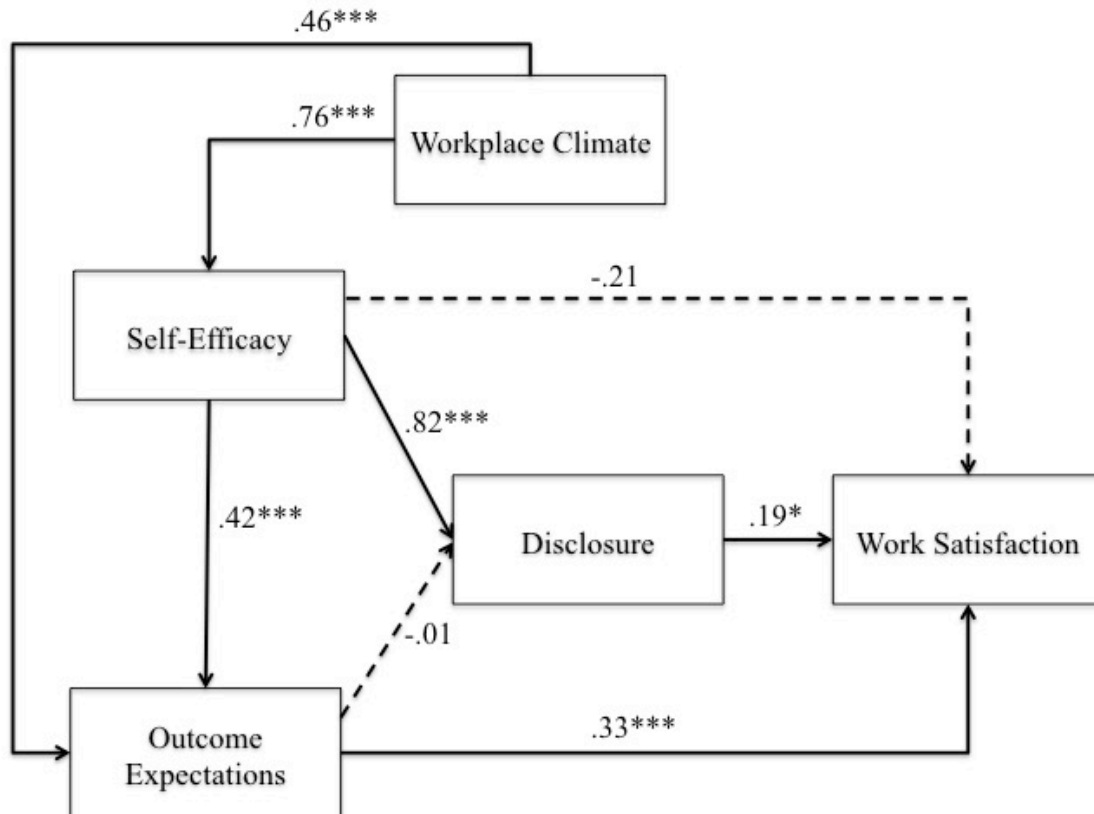 .46***
.76***
Workplace Climate
-.21
Self-Efficacy
.82***
.42***
Disclosure
.19*
Work Satisfaction
-.01
Outcome
Expectations
.33***